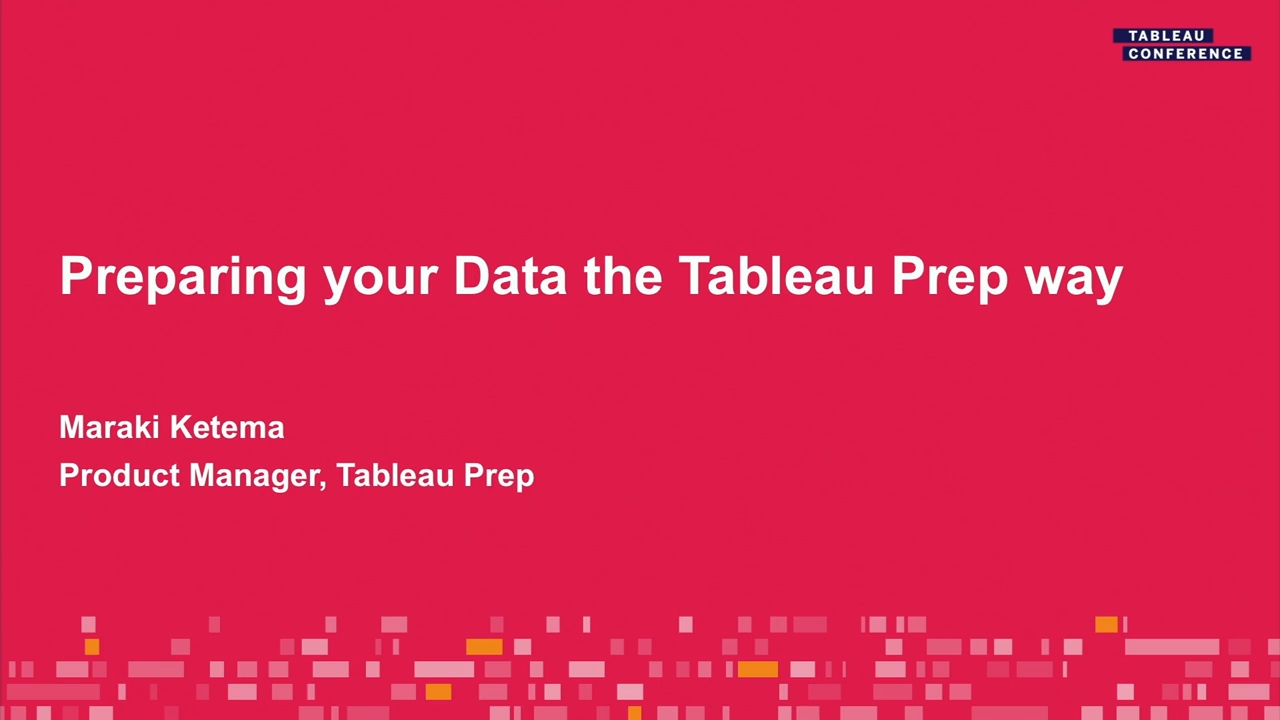 TABLEAU
CONFERENCE
Preparing your Data the Tableau Prep way
Maraki Ketema
Product Manager, Tableau Prep